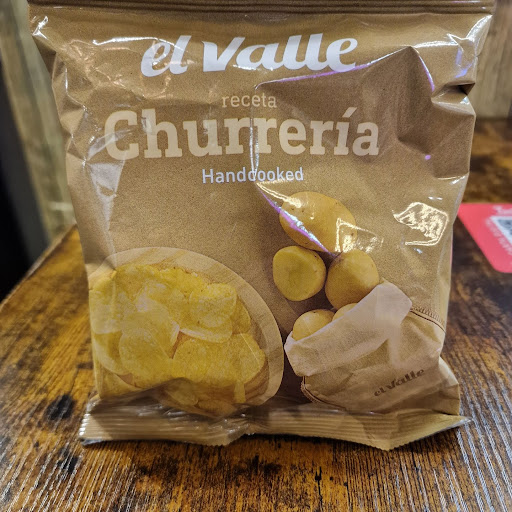 el valle
receta
Churrería
Handcooked
el valle